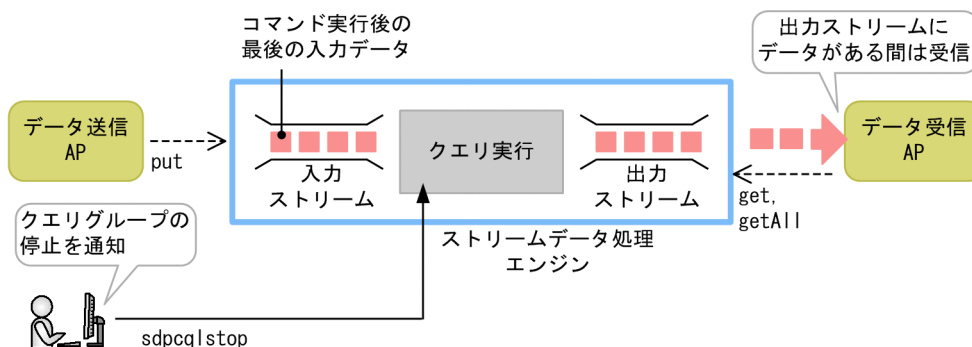 コマンド実行後の
最後の入力データ
出力ストリームに
データがある間は受信
データ送信
AP
put
入力
ストリーム
クエリ実行
出力
ストリーム
データ受信
AP
get,
getAll
クエリグループの
停止を通知
ストリームデータ処理
エンジン
sdpcqlstop